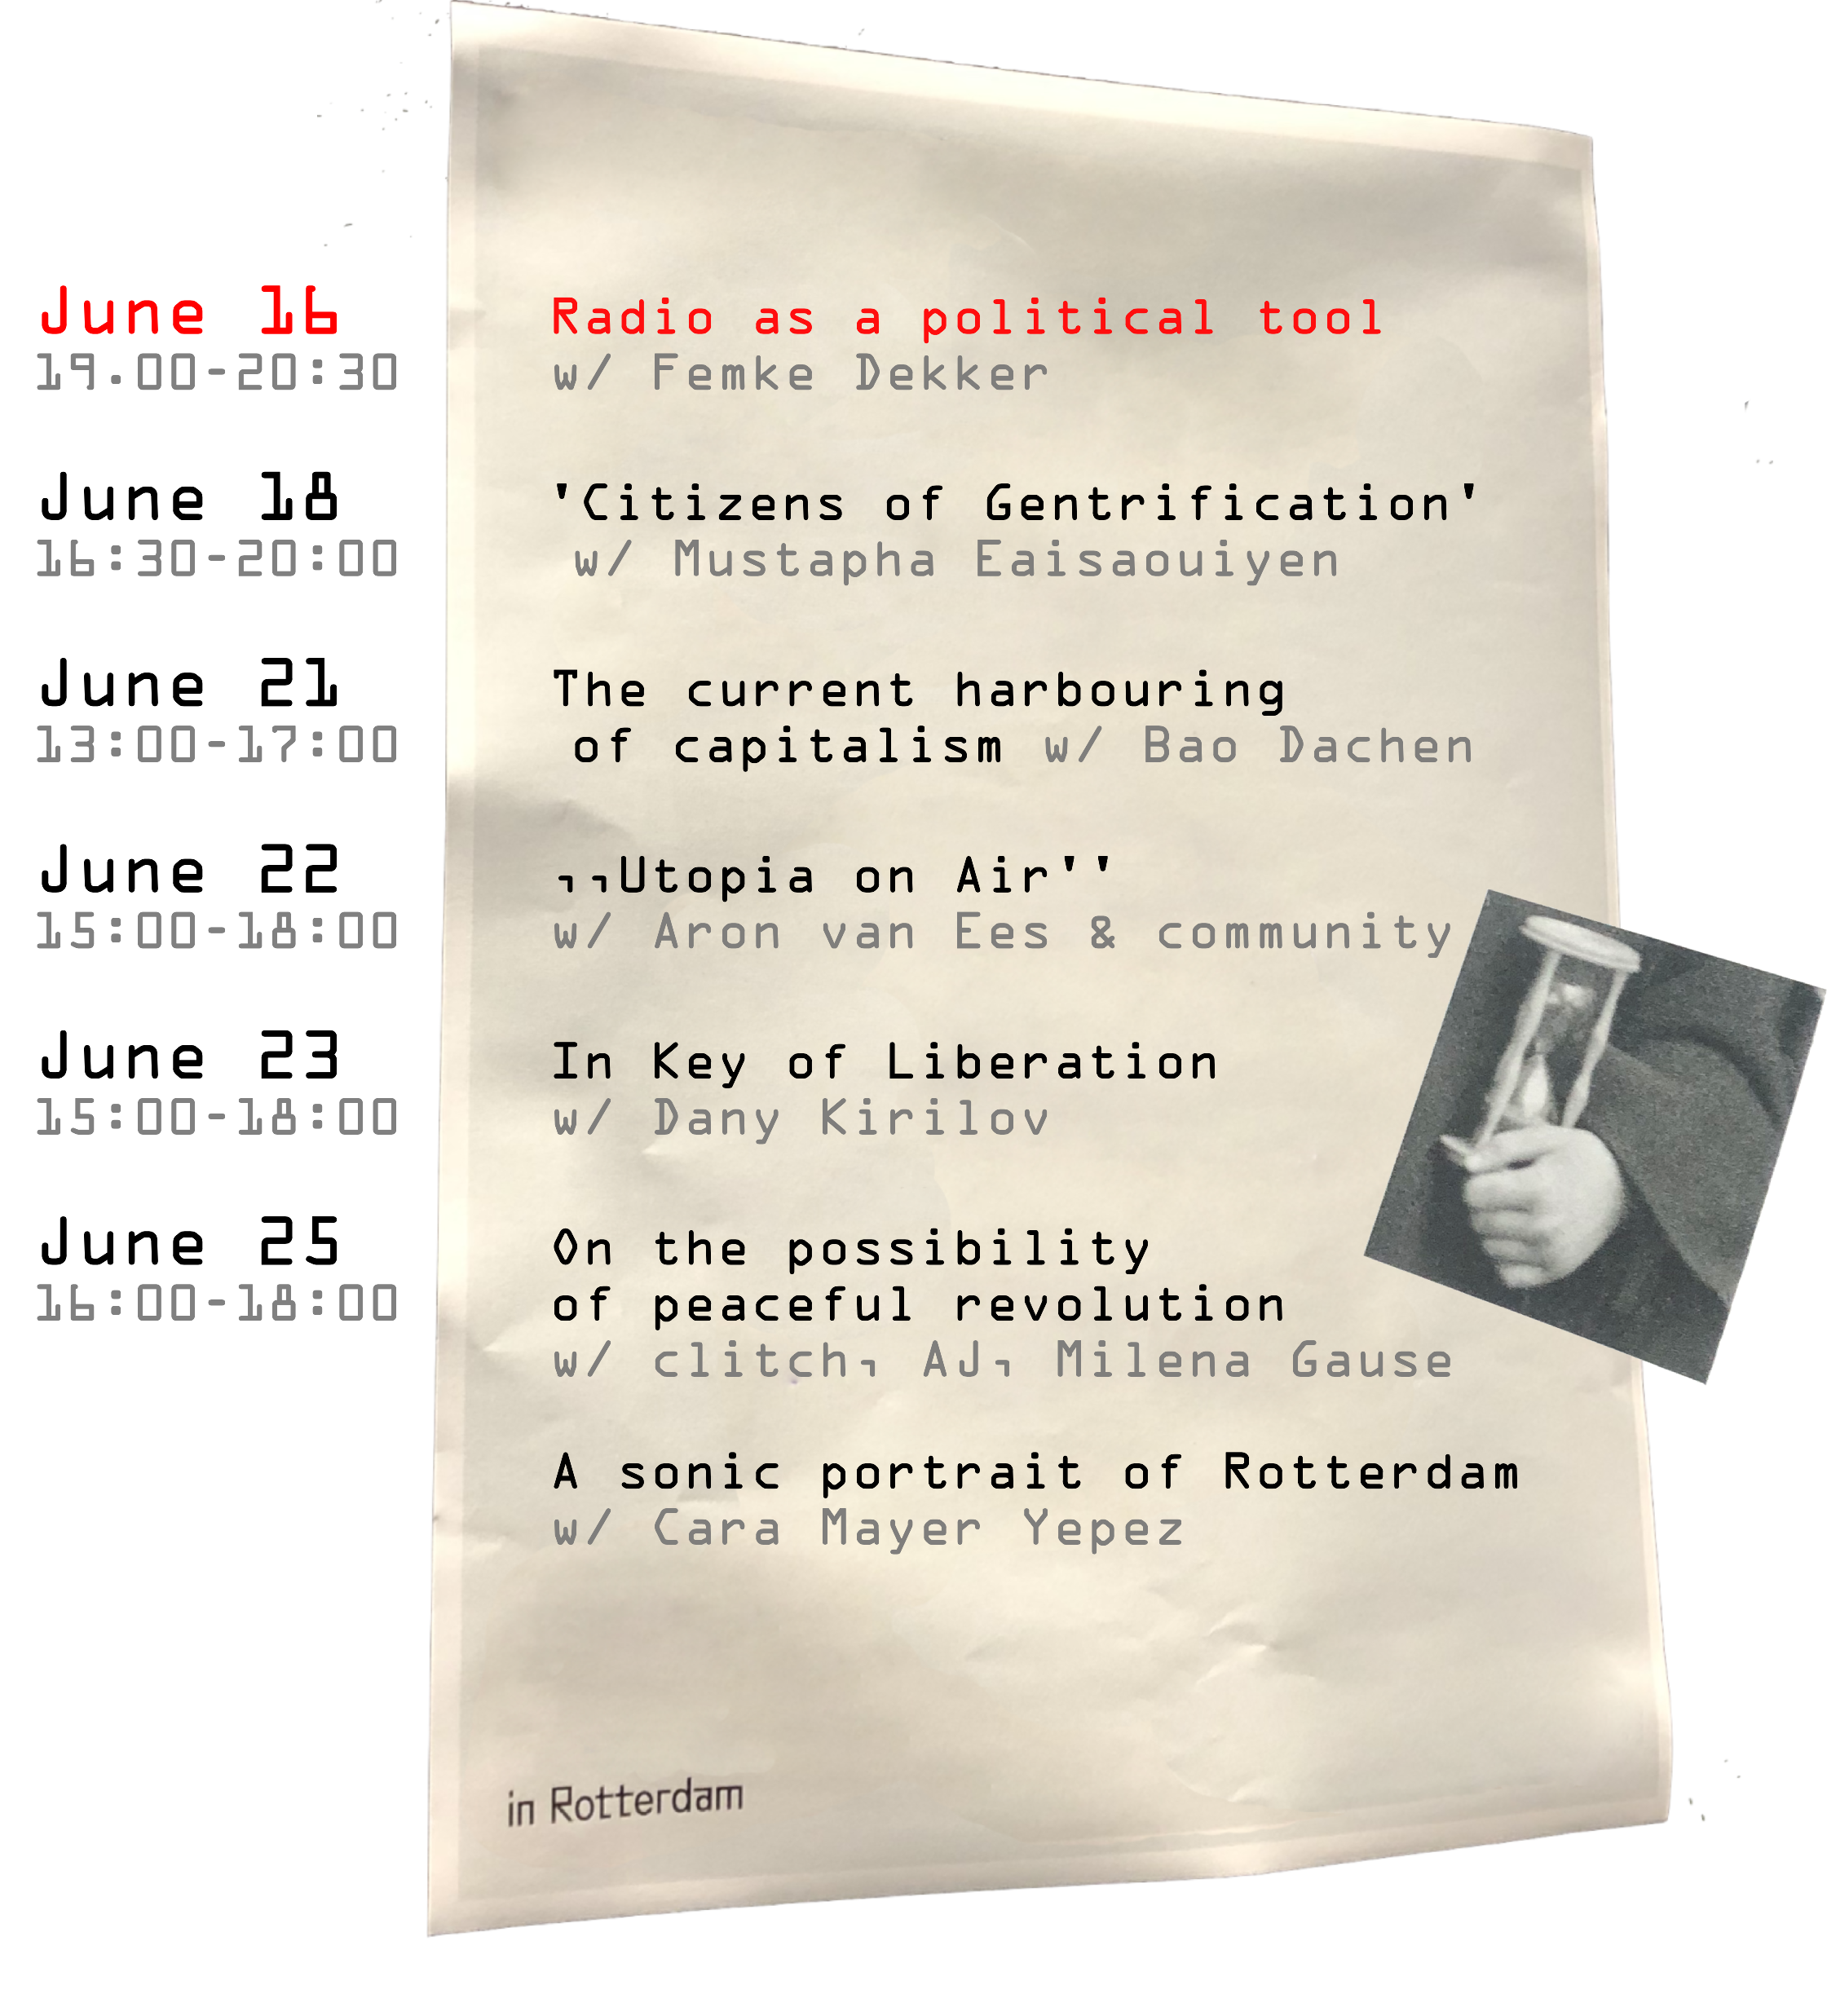 June 16
19.00-20:30
Radio as a political tool
w/ Femke Dekker
June 18
16:30-20:00
'Citizens of Gentrification'
w/ Mustapha Eaisaouiyen
June 21
13:00-17:00
The current harbouring
of capitalism w/ Bao Dachen
June 22
15:00-18:00
,,Utopia on Air''
w/ Aron van Ees & community
June 23
15:00-18:00
In Key of Liberation
w/ Dany Kirilov
June 25
16:00-18:00
On the possibility
of peaceful revolution
w/ clitch, AJ, Milena Gause
A sonic portrait of Rotterdam
w/ Cara Mayer Yepez
in Rotterdam